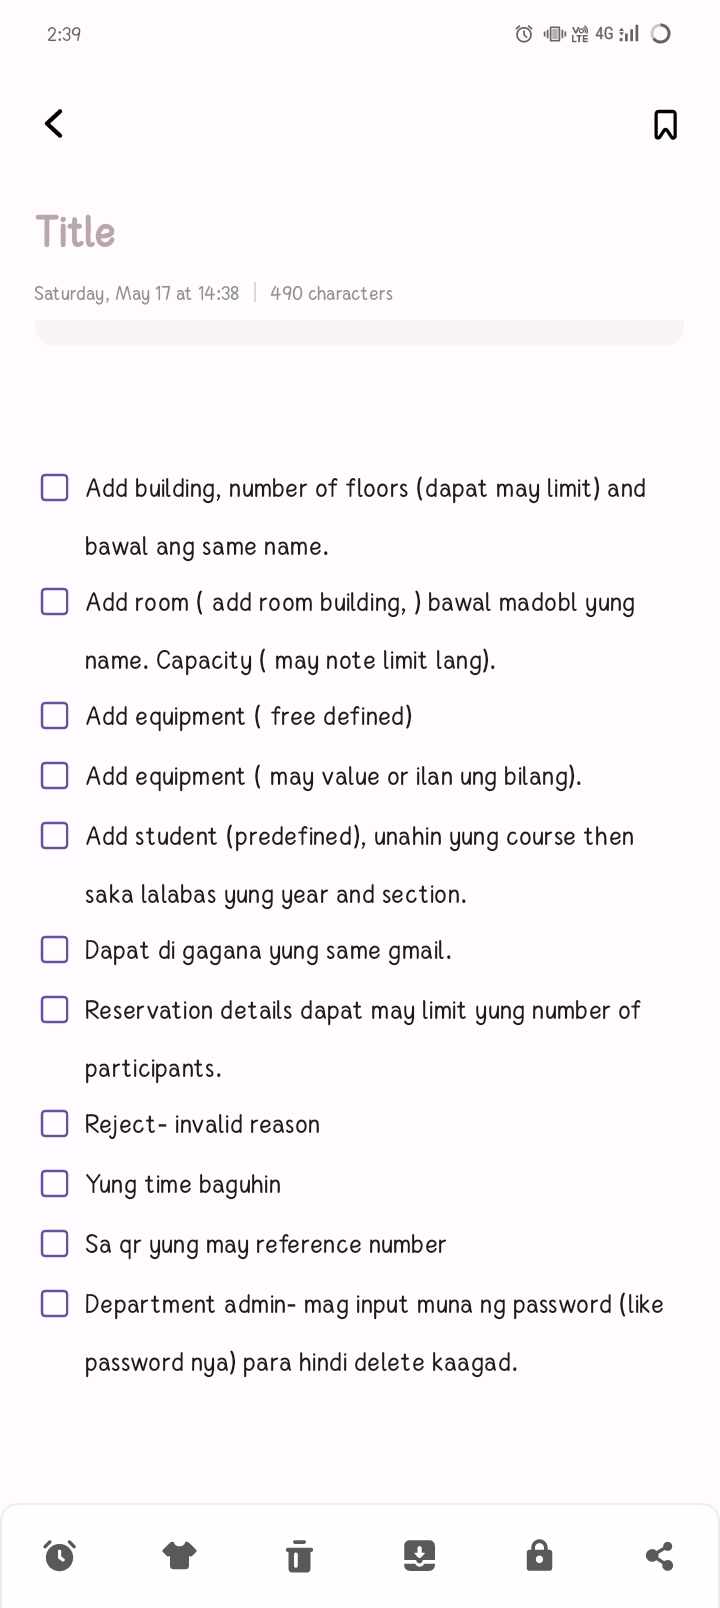 2:39
Vo) LTE 4G
Title
Saturday, May 17 at 14:38 | 490 characters
Add building, number of floors (dapat may limit) and
bawal ang same name.
Add room ( add room building, ) bawal madobl yung
name. Capacity ( may note limit lang).
Add equipment ( free defined)
Add equipment ( may value or ilan ung bilang).
Add student (predefined), unahin yung course then
saka lalabas yung year and section.
Dapat di gagana yung same gmail.
Reservation details dapat may limit yung number of
participants.
Reject- invalid reason
Yung time baguhin
Sa qr yung may reference number
Department admin- mag input muna ng password (like
password nya) para hindi delete kaagad.